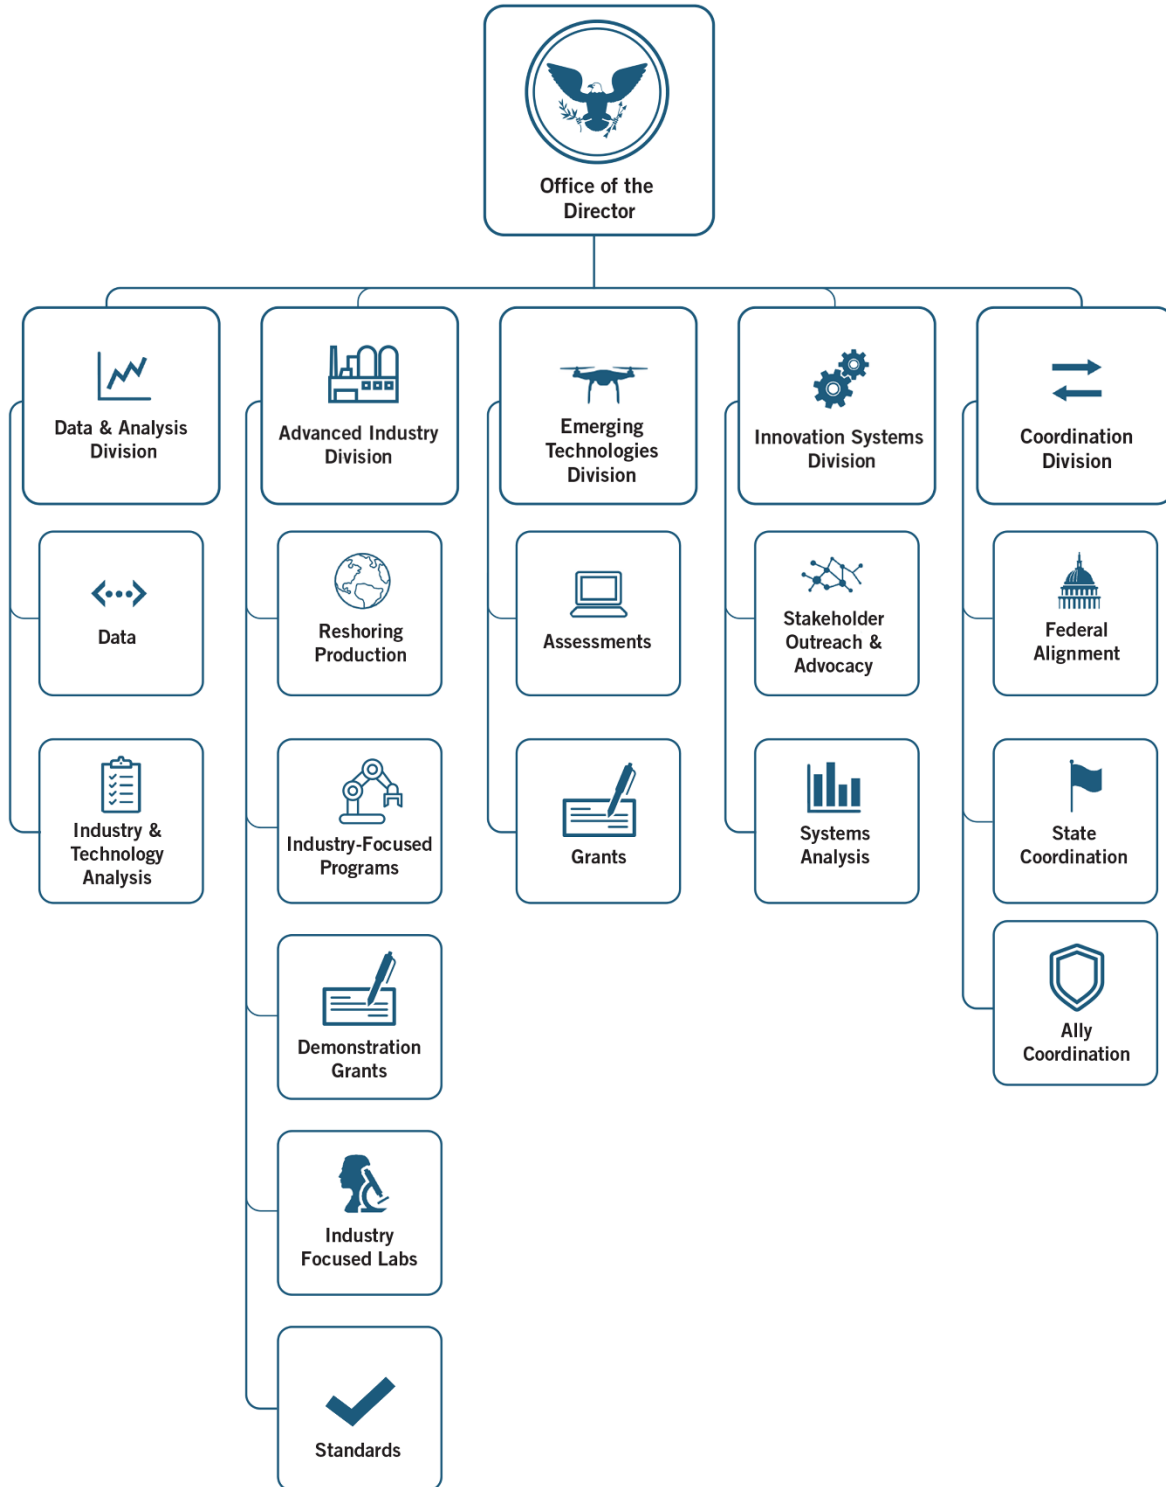 Office of the
Director
Data & Analysis
Division
Advanced Industry
Division
Emerging
Technologies
Division
Innovation Systems
Division
Coordination
Division
Data
Reshoring
Production
Assessments
Stakeholder
Outreach &
Advocacy
Federal
Alignment
Industry &
Technology
Analysis
Industry-Focused
Programs
Grants
Systems
Analysis
State
Coordination
Demonstration
Grants
Ally
Coordination
Industry
Focused Labs
Standards